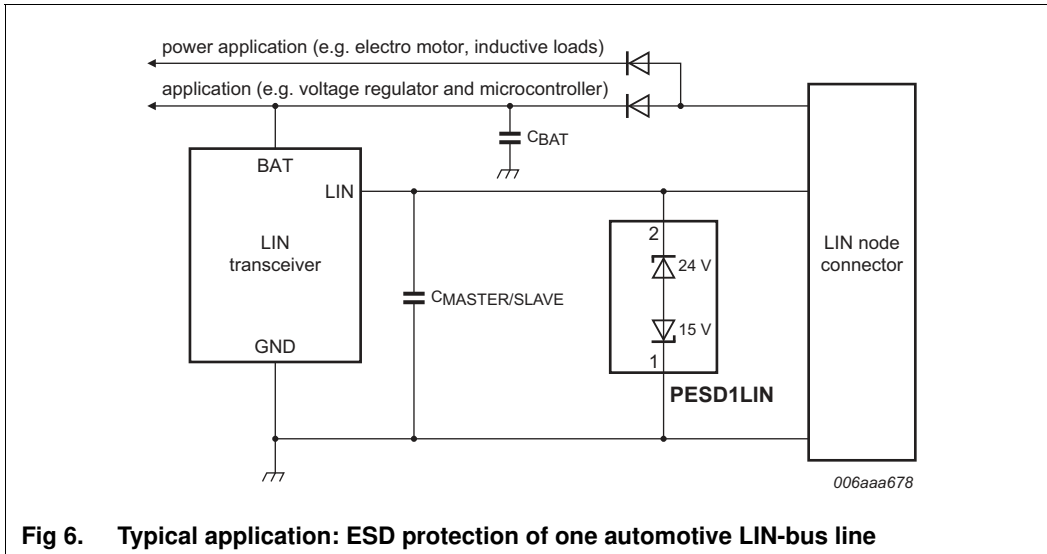 power application (e.g. electro motor, inductive loads)
application (e.g. voltage regulator and microcontroller)
CBAT
BAT
LIN
LIN
transceiver
GND
CMASTER/SLAVE
2
24 V
15 V
1
PESD1LIN
LIN node
connector
006aaa678
Fig 6. Typical application: ESD protection of one automotive LIN-bus line